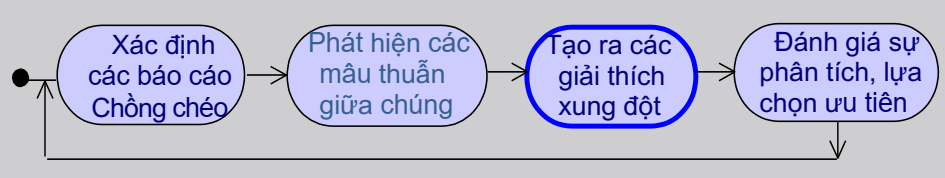 Xác định
các báo cáo
Chồng chéo
Phát hiện các
mâu thuẫn
giữa chúng
Tạo ra các
giải thích
xung đột
Đánh giá sự
phân tích, lựa
chọn ưu tiên